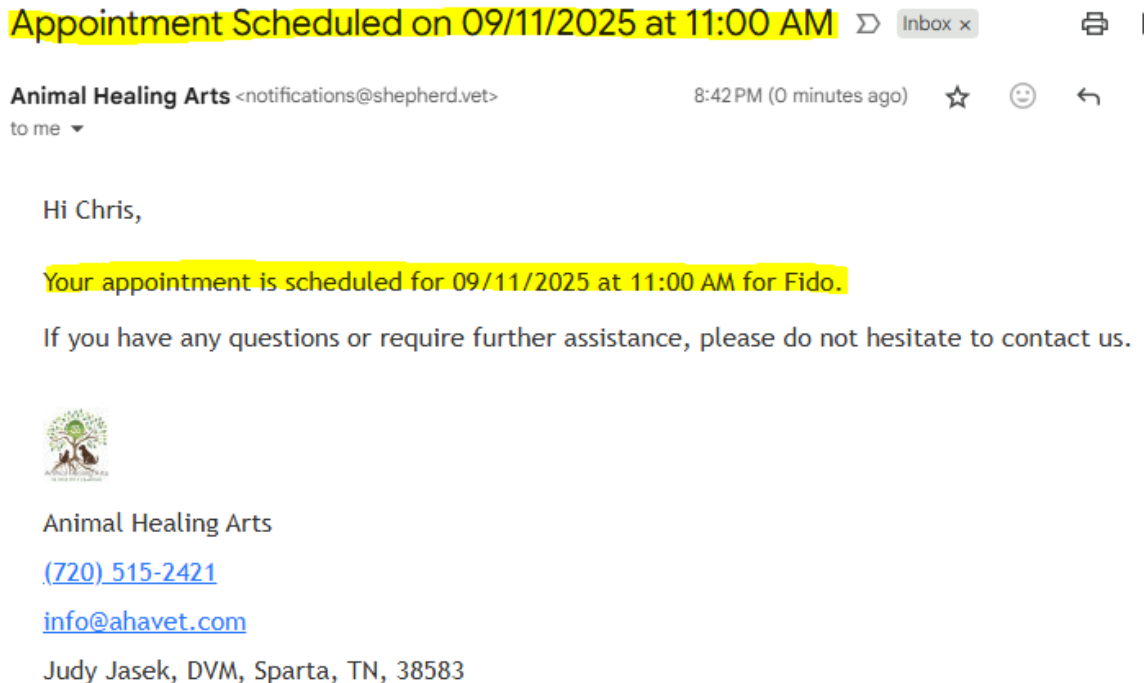 Appointment Scheduled on 09/11/2025 at 11:00 AM Inbox ×
Animal Healing Arts <notifications@shepherd.vet> 8:42 PM (0 minutes ago)
to me
Hi Chris,
Your appointment is scheduled for 09/11/2025 at 11:00 AM for Fido.
If you have any questions or require further assistance, please do not hesitate to contact us.
Animal Healing Arts
(720) 515-2421
info@ahavet.com
Judy Jasek, DVM, Sparta, TN, 38583